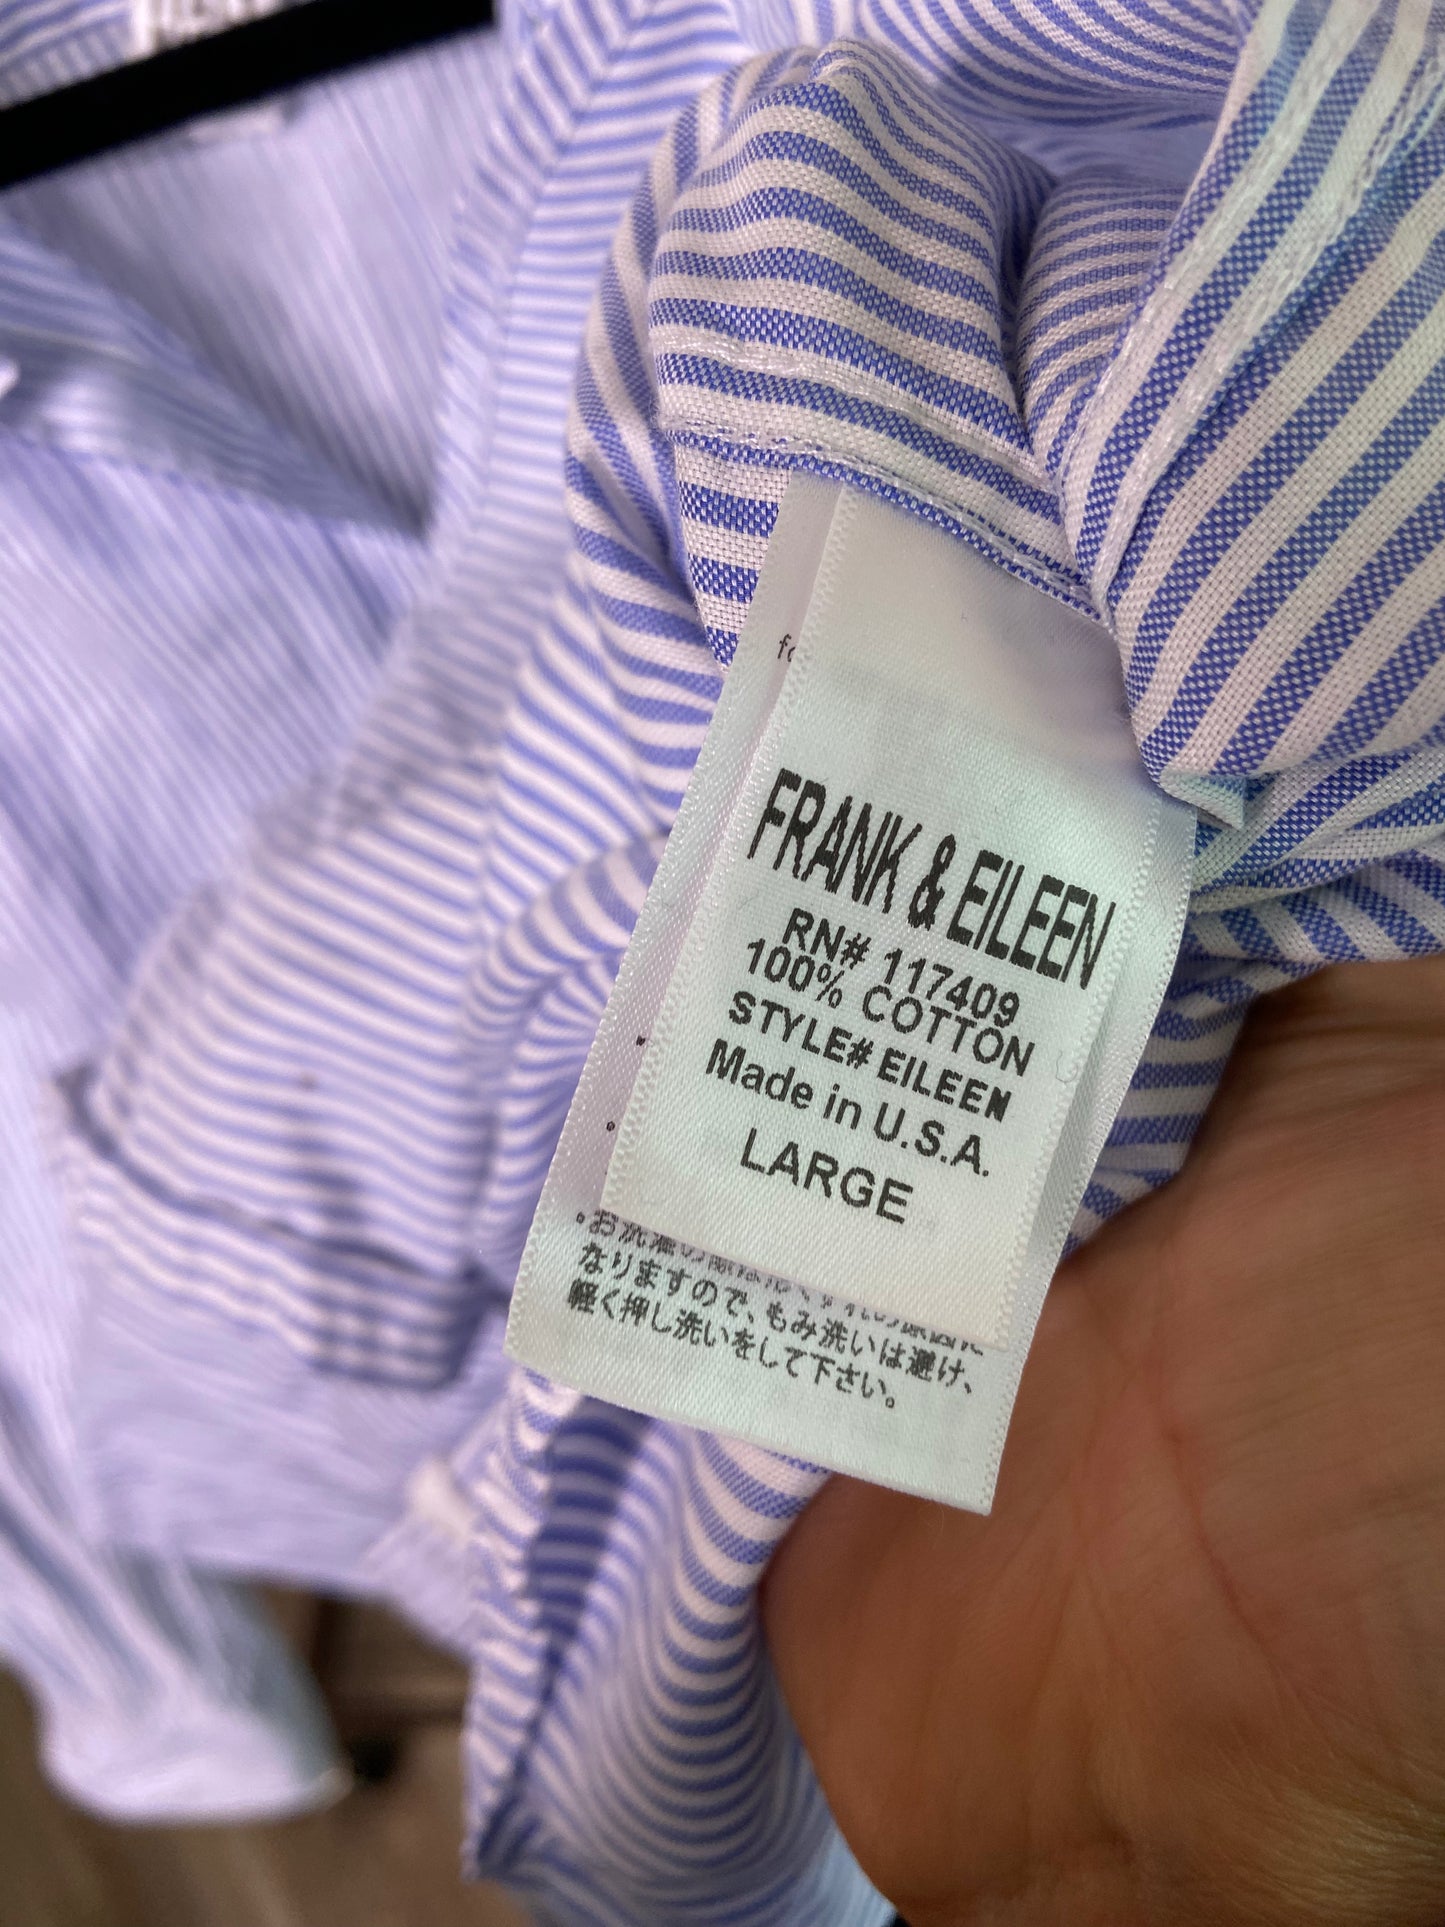 FRANK & EILEEN
RN# 117409
100% COTTON
STYLE# EILEEN
Made in U.S.A.
LARGE
なりますので、もみ洗いは避け、
軽く押し洗いをして下さい。